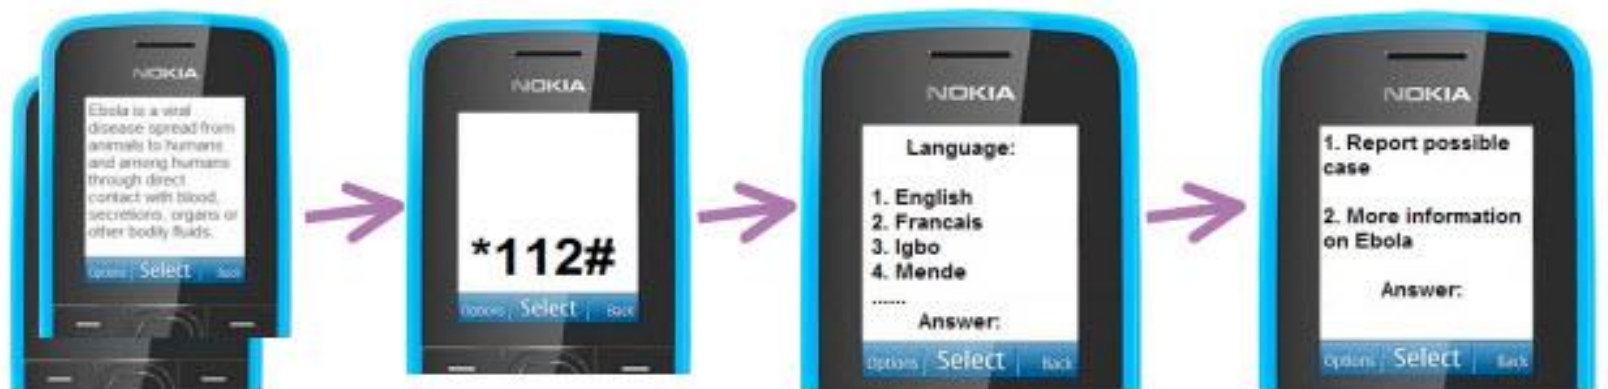 NOKIA
Ebola is a viral
disease spread from
animals to humans
and among humans
through direct
contact with blood,
secretions, organs or
other bodily fluids.
Options Select Back
NOKIA
*112#
Options Select Back
NOKIA
Language:
1. English
2. Francais
3. Igbo
4. Mende
......
Answer:
Options Select Back
NOKIA
1. Report possible
case
2. More information
on Ebola
Answer:
Options Select Back